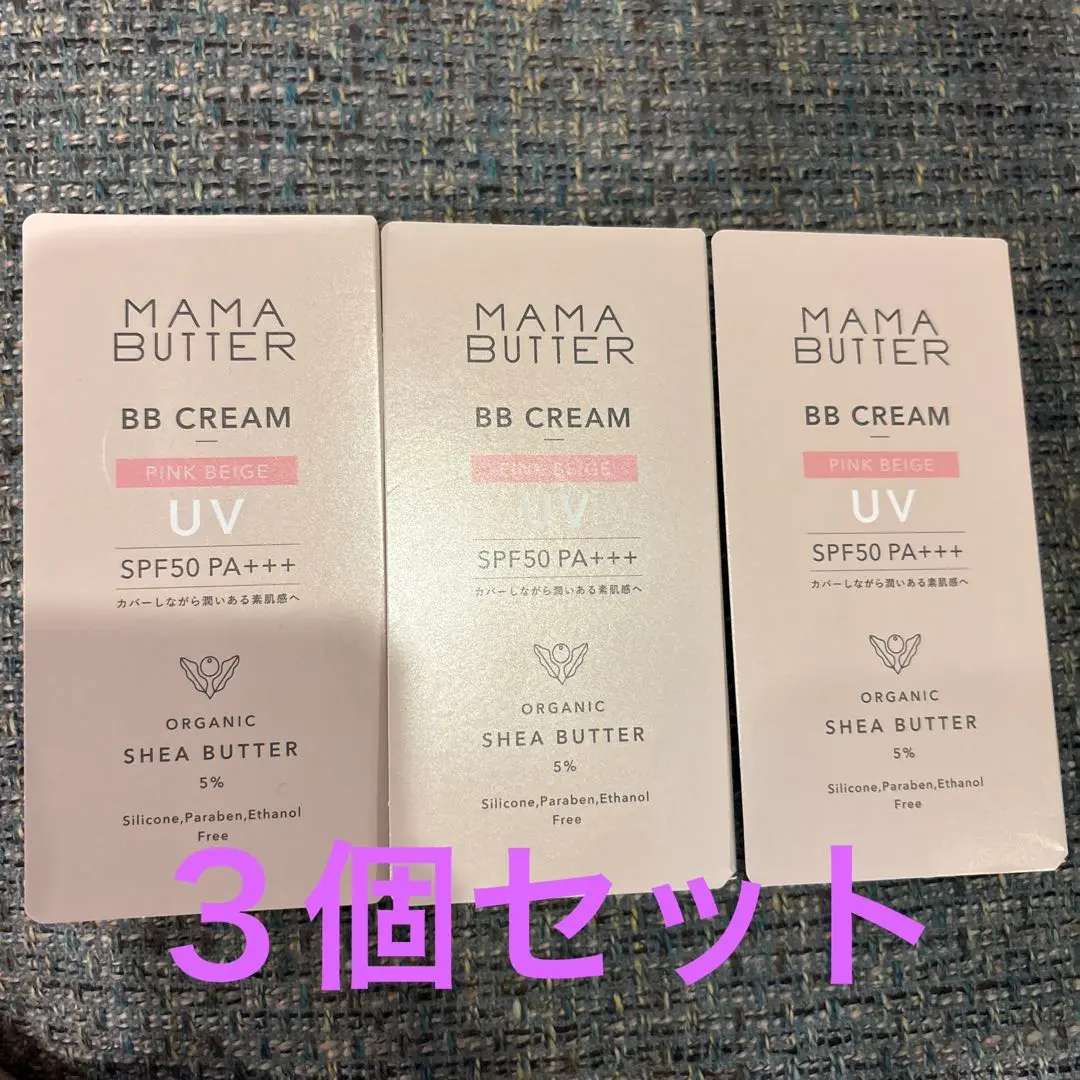 MAMA
BUTTER
BB CREAM
PINK BEIGE
UV
SPF50 PA+++
カバーしながら潤いある素肌感へ
ORGANIC
SHEA BUTTER
5%
Silicone,Paraben,Ethanol
Free
MAMA
BUTTER
BB CREAM
PINK BEIGE
UV
SPF50 PA+++
カバーしながら潤いある素肌感へ
ORGANIC
SHEA BUTTER
5%
Silicone,Paraben,Ethanol
Free
MAMA
BUTTER
BB CREAM
PINK BEIGE
UV
SPF50 PA+++
カバーしながら潤いある素肌感へ
ORGANIC
SHEA BUTTER
5%
Silicone,Paraben,Ethanol
Free
3個セット